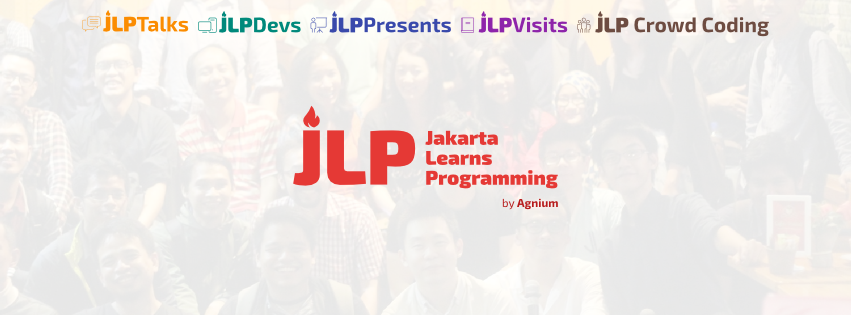 JLPTalks JLPDevs JLPPresents JLPVisits JLP Crowd Coding
JLP
Jakarta
Learns
Programming
by Agnium